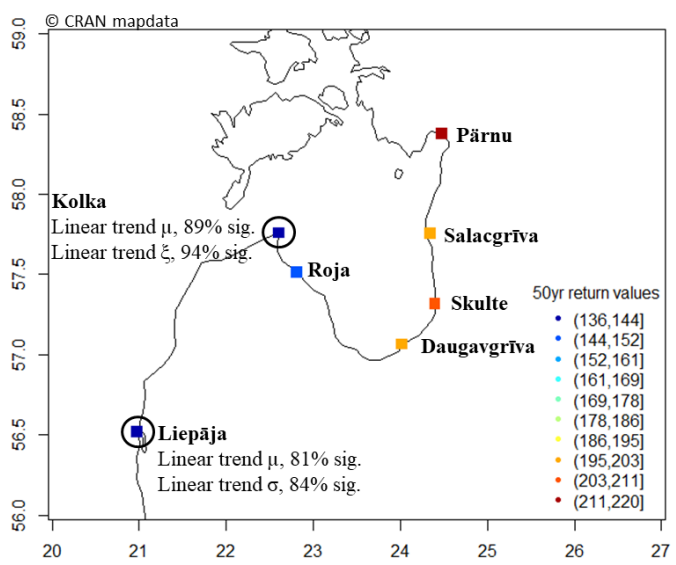 © CRAN mapdata
59.0
58.5
58.0
57.5
57.0
56.5
56.0
Pärnu
Kolka
Linear trend μ, 89% sig.
Linear trend ξ, 94% sig.
Salacgrīva
Roja
Skulte
Daugavgrīva
Liepāja
Linear trend μ, 81% sig.
Linear trend σ, 84% sig.
50yr return values
(136,144]
(144,152]
(152,161]
(161,169]
(169,178]
(178,186]
(186,195]
(195,203]
(203,211]
(211,220]
20 21 22 23 24 25 26 27